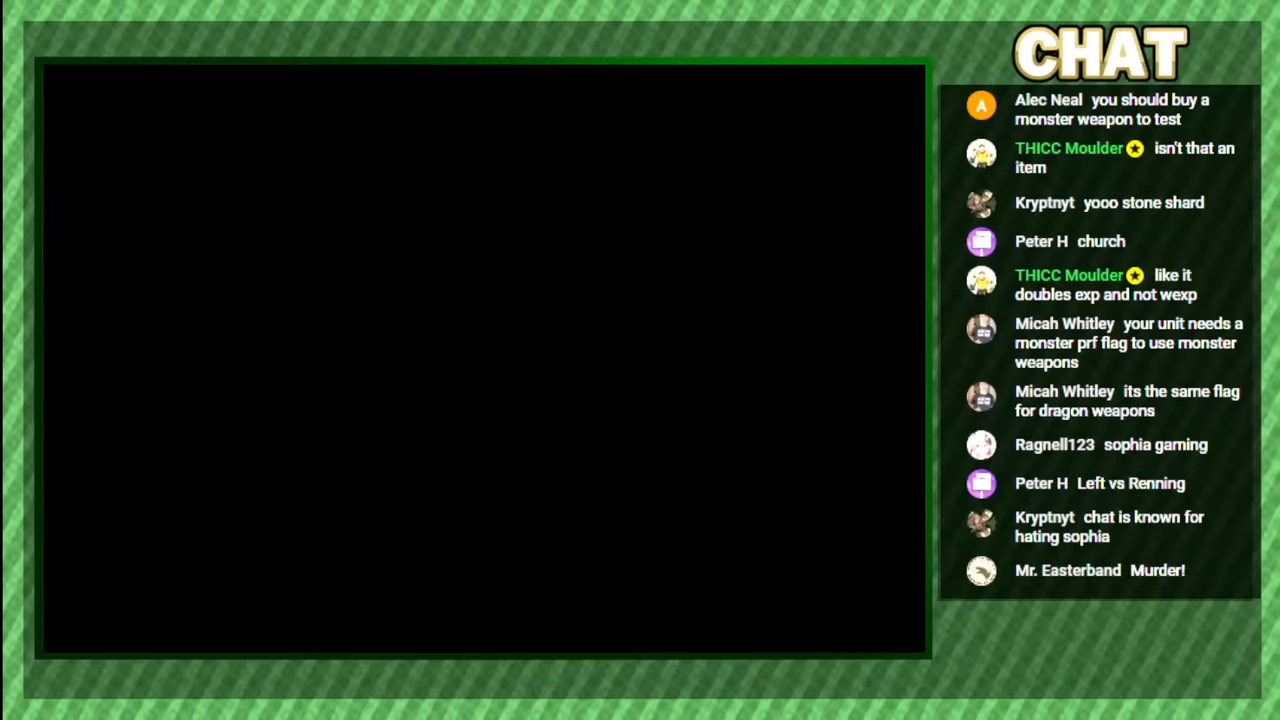 CHAT
A
Alec Neal you should buy a
monster weapon to test
THICC Moulder isn't that an
item
Kryptnyt yooo stone shard
Peter H church
THICC Moulder like it
doubles exp and not wexp
Micah Whitley your unit needs a
monster prf flag to use monster
weapons
Micah Whitley its the same flag
for dragon weapons
Ragnell123 sophia gaming
Peter H Left vs Renning
Kryptnyt chat is known for
hating sophia
Mr. Easterband Murder!